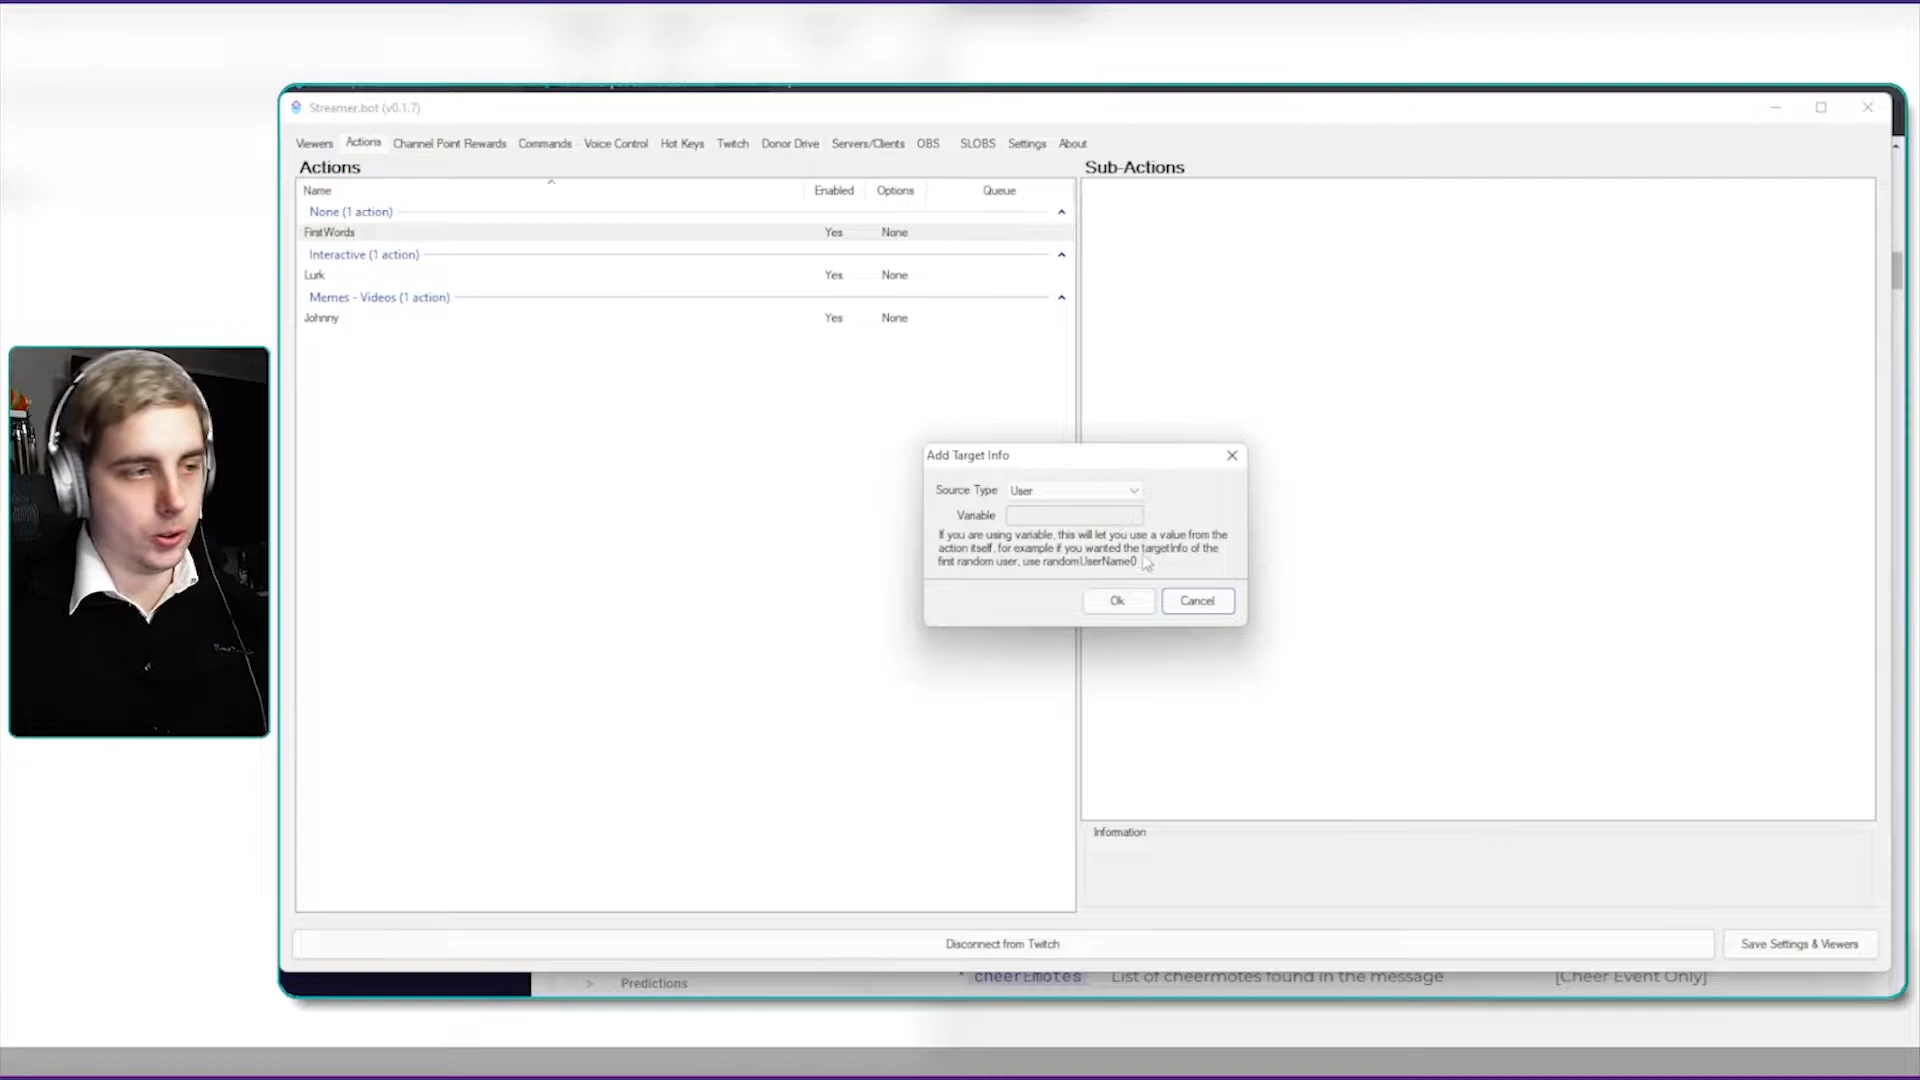 Streamer.bot (v0.1.7)
Viewers Actions Channel Point Rewards Commands Voice Control Hot Keys Twitch Donor Drive Servers/Clients OBS SLOBS Settings About
Actions
Sub-Actions
Name Enabled Options Queue
None (1 action)
FirstWords Yes None
Interactive (1 action)
Lurk Yes None
Memes - Videos (1 action)
Johnny Yes None
Add Target Info
Source Type User
Variable
If you are using variable, this will let you use a value from the
action itself, for example if you wanted the targetInfo of the
first random user, use randomUserName0
Ok Cancel
Information
Disconnect from Twitch
Save Settings & Viewers
Predictions
cheerEmotes List of cheermotes found in the message [Cheer Event Only]